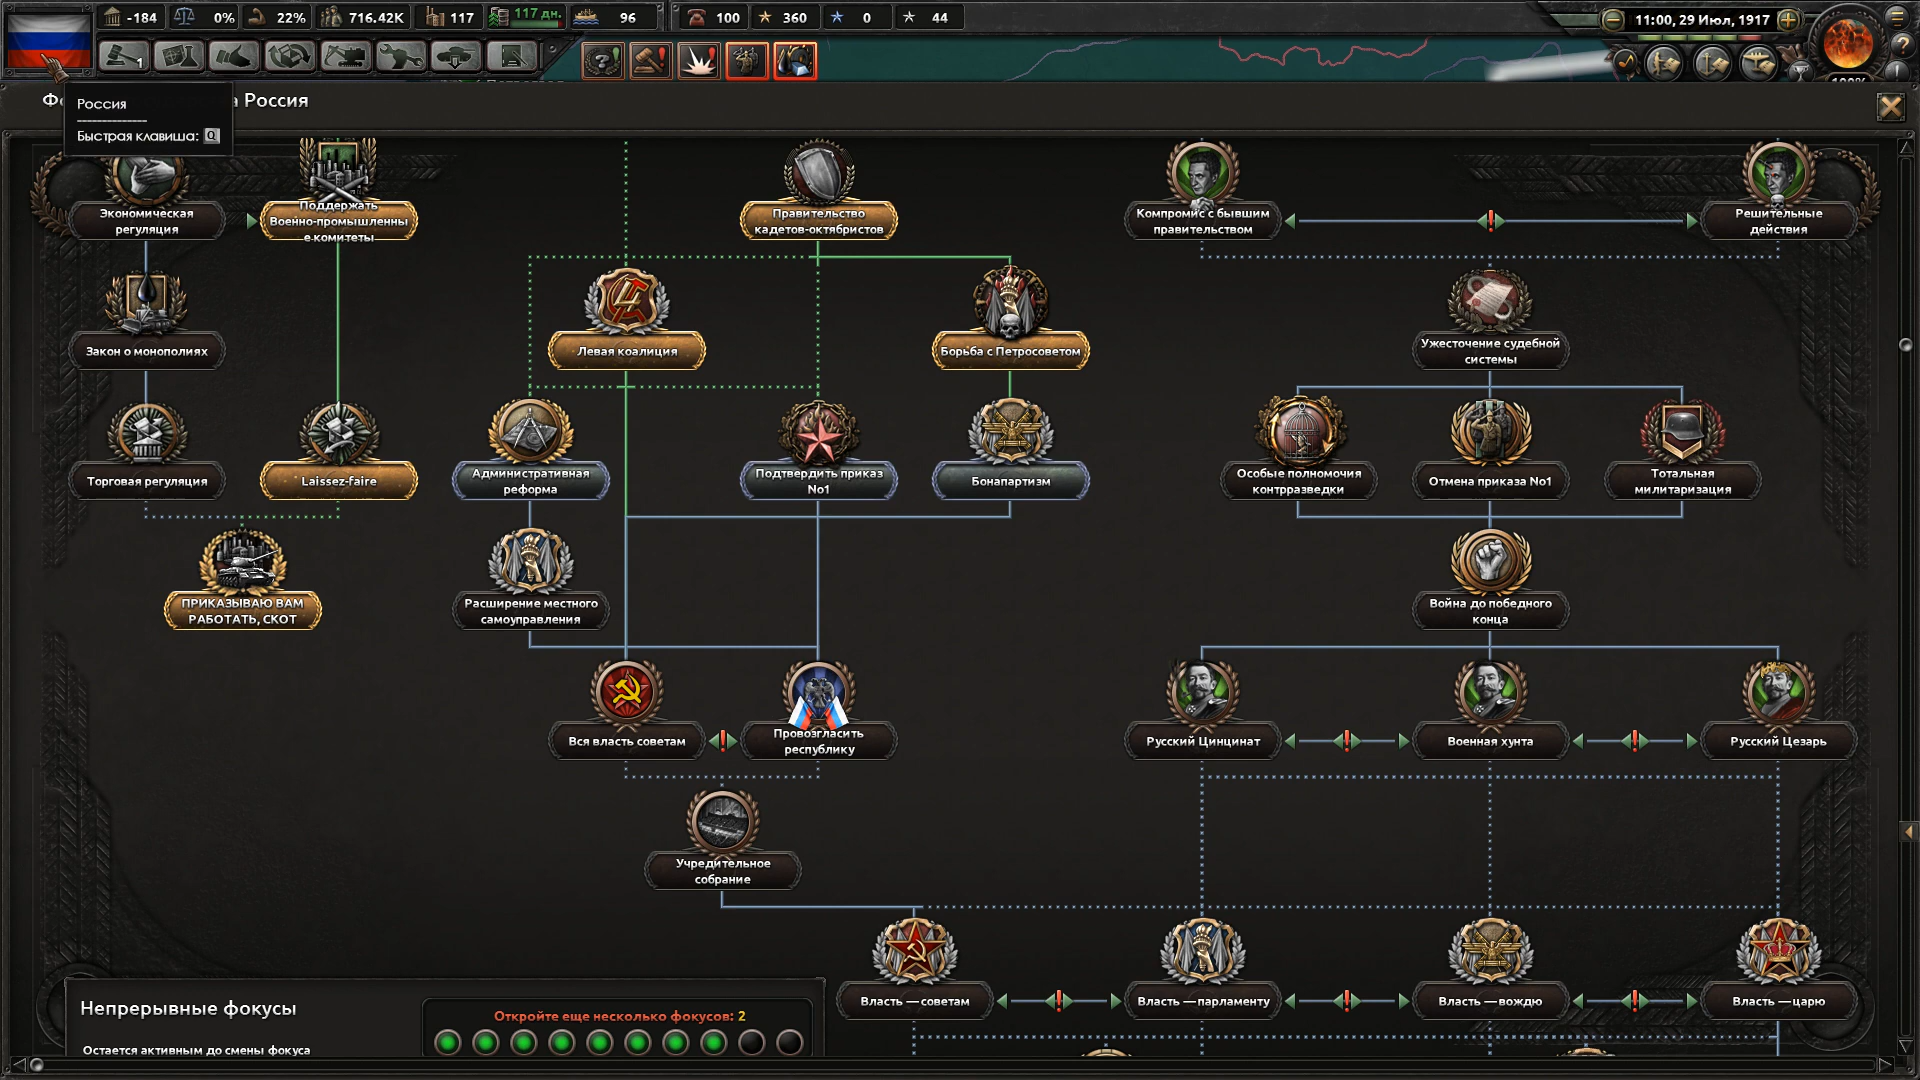 -184
0%
22%
716.42K
117
117 дн.
96
100
360
0
44
11:00, 29 Июл, 1917
1
Россия
Россия
--------------
Быстрая клавиша: Q
Экономическая
регуляция
Поддержать
Военно-промышленны
е комитеты
Правительство
кадетов-октябристов
Компромис с бывшим
правительством
Решительные
действия
Закон о монополиях
Левая коалиция
Борьба с Петросоветом
Ужесточение судебной
системы
Торговая регуляция
Laissez-faire
Административная
реформа
Подтвердить приказ
No1
Бонапартизм
Особые полномочия
контрразведки
Отмена приказа No1
Тотальная
милитаризация
ПРИКАЗЫВАЮ ВАМ
РАБОТАТЬ, СКОТ
Расширение местного
самоуправления
Война до победного
конца
Вся власть советам
Провозгласить
республику
Русский Цинцинат
Военная хунта
Русский Цезарь
Учредительное
собрание
Власть — советам
Власть — парламенту
Власть — вождю
Власть — царю
Непрерывные фокусы
Откройте еще несколько фокусов: 2
Остается активным до смены фокуса